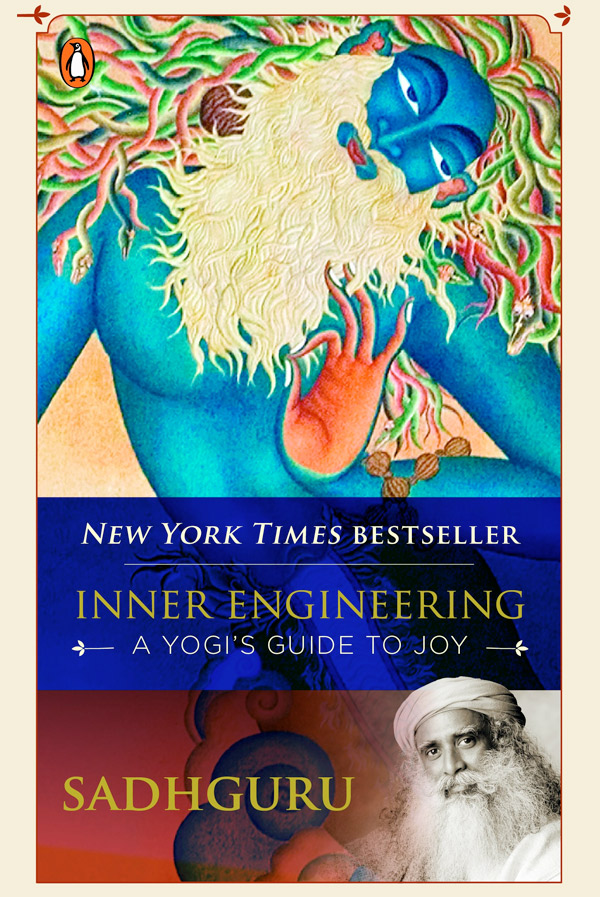 NEW YORK TIMES BESTSELLER
INNER ENGINEERING
A YOGI'S GUIDE TO JOY
SADHGURU